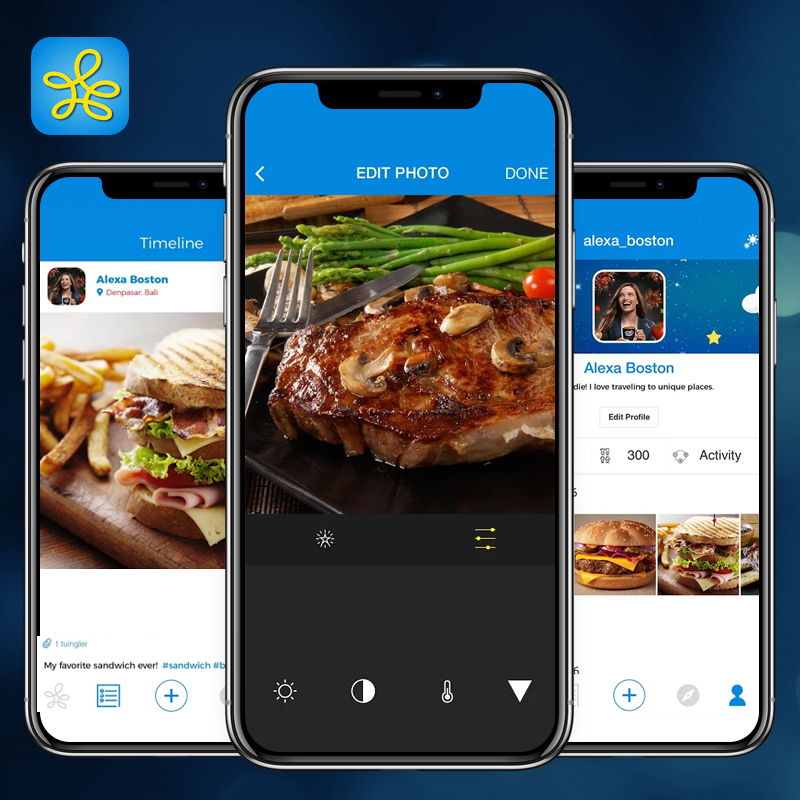 Timeline
Alexa Boston
Denpasar, Bali
1 tuingler
My favorite sandwich ever! #sandwich #b
EDIT PHOTO
DONE
alexa_boston
Alexa Boston
die! I love traveling to unique places.
Edit Profile
300
Activity